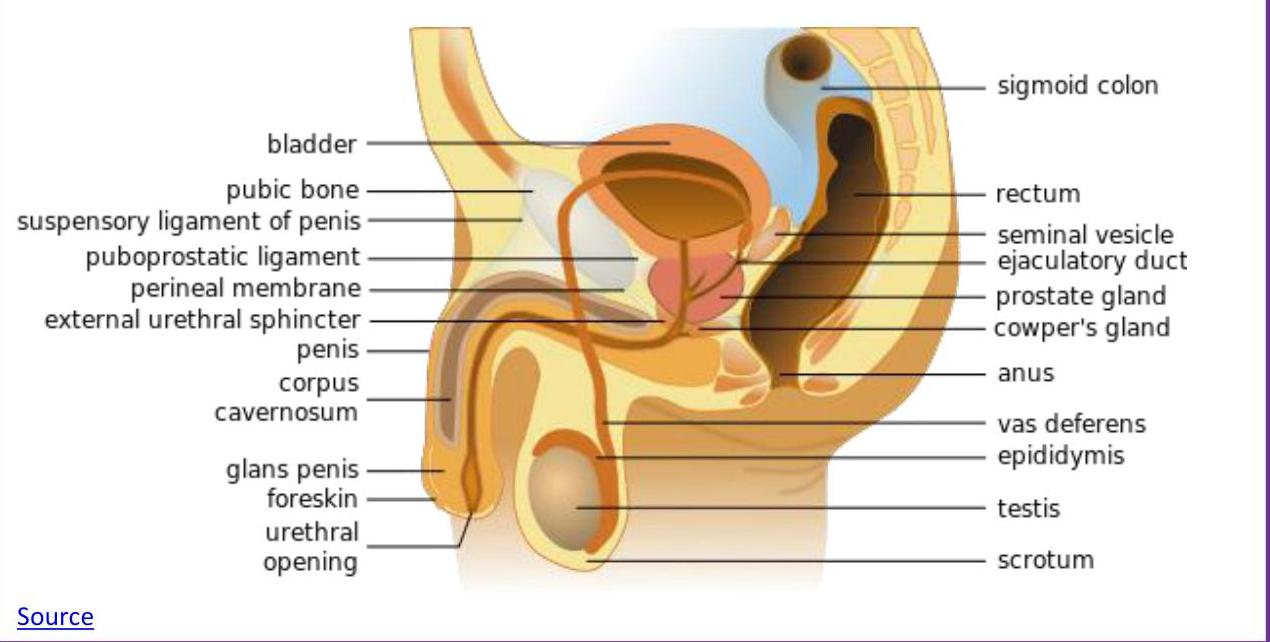 bladder
pubic bone
suspensory ligament of penis
puboprostatic ligament
perineal membrane
external urethral sphincter
penis
corpus
cavernosum
glans penis
foreskin
urethral
opening
sigmoid colon
rectum
seminal vesicle
ejaculatory duct
prostate gland
cowper's gland
anus
vas deferens
epididymis
testis
scrotum
Source